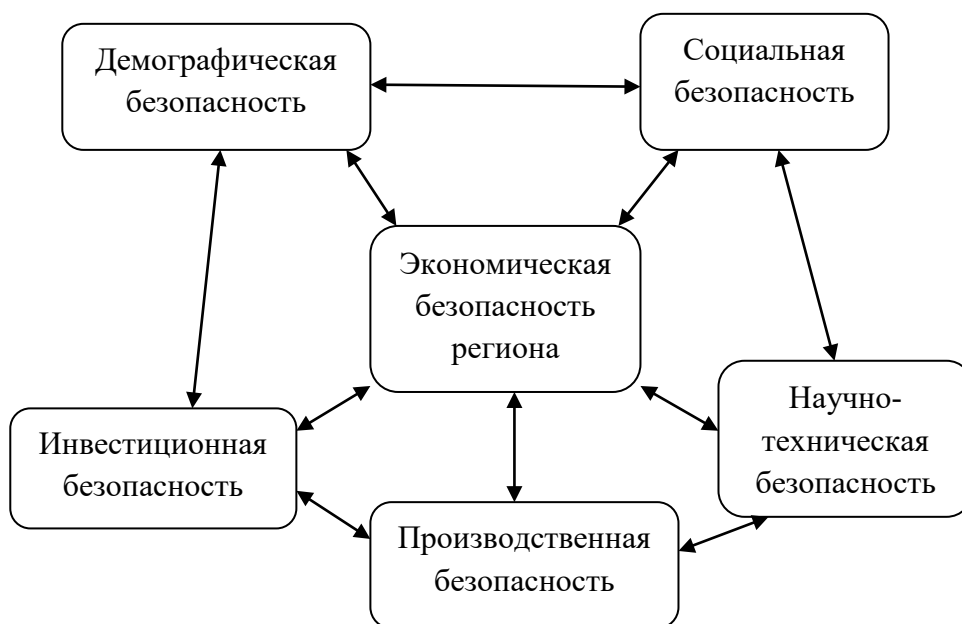 Демографическая
безопасность
Социальная
безопасность
Экономическая
безопасность
региона
Инвестиционная
безопасность
Научно-
техническая
безопасность
Производственная
безопасность